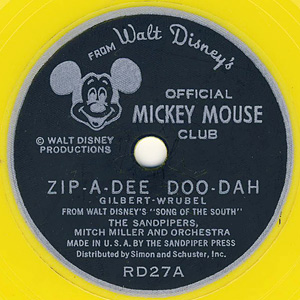 FROM Walt Disney's
OFFICIAL
MICKEY MOUSE
CLUB
© WALT DISNEY
PRODUCTIONS
ZIP-A-DEE DOO-DAH
GILBERT-WRUBEL
FROM WALT DISNEY'S "SONG OF THE SOUTH"
THE SANDPIPERS,
MITCH MILLER AND ORCHESTRA
MADE IN U.S.A. BY THE SANDPIPER PRESS
Distributed by Simon and Schuster, Inc.
RD27A